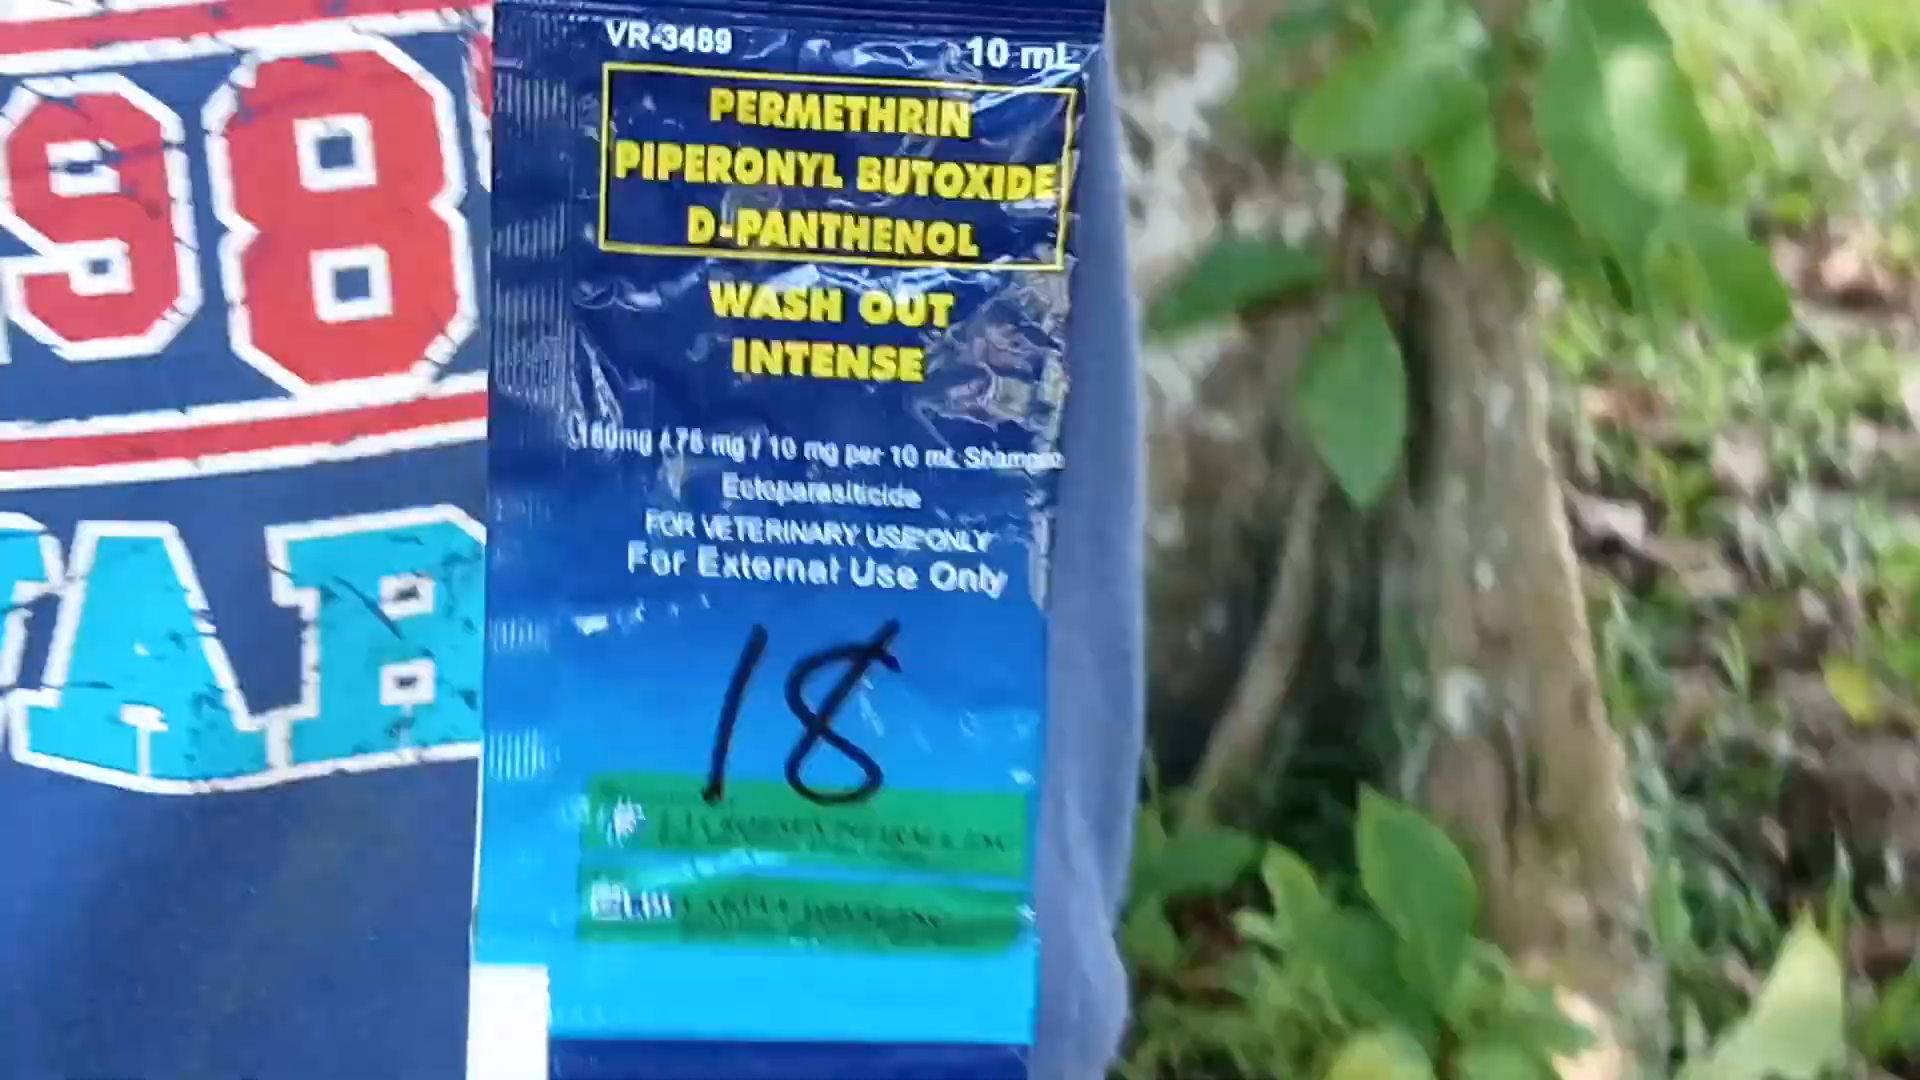 98
VR-3489
10 mL
PERMETHRIN
PIPERONYL BUTOXIDE
D-PANTHENOL
WASH OUT
INTENSE
mg / 10 mg per 10 mL Shampoo
Ectoparasiticide
FOR VETERINARY USE ONLY
For External Use Only
18